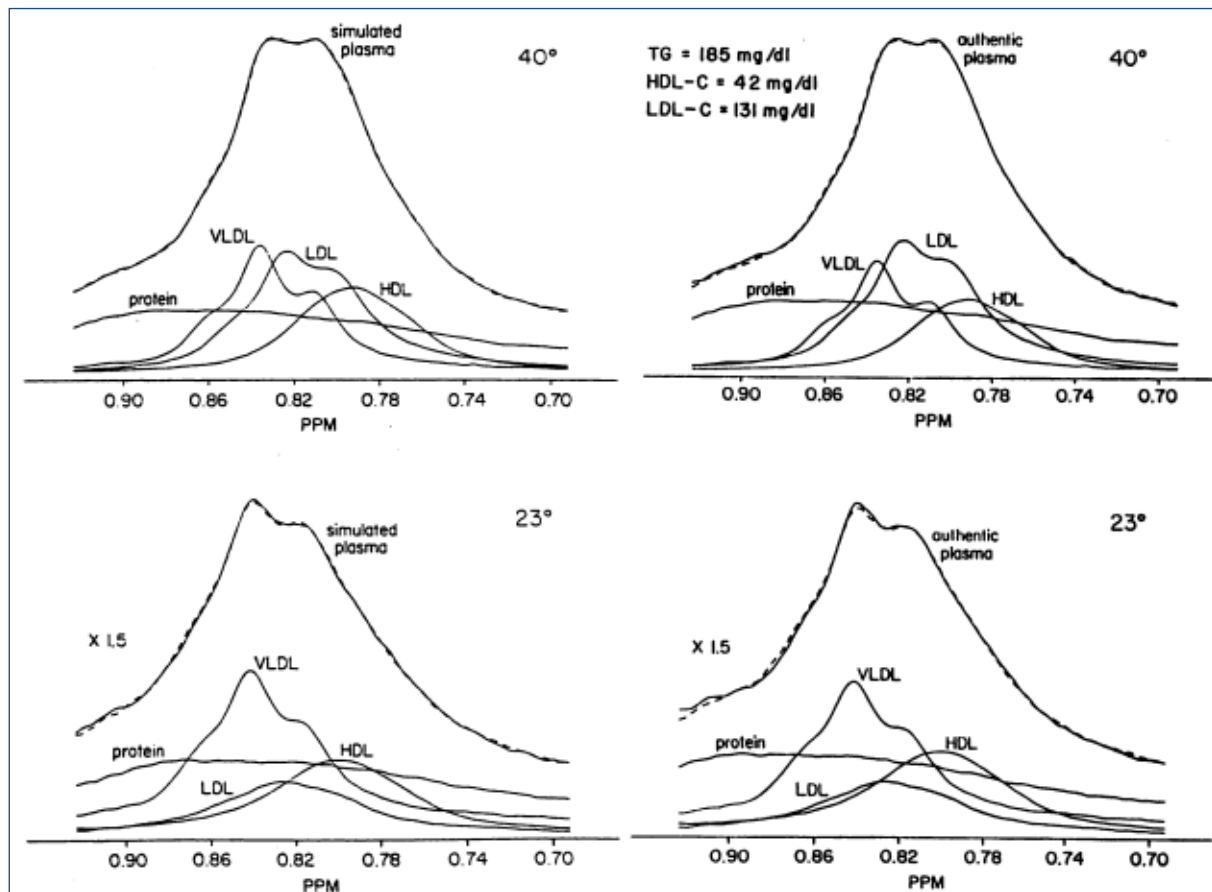 simulated
plasma
40°
VLDL
LDL
HDL
protein
0.90 0.86 0.82 0.78 0.74 0.70
PPM
TG = 185 mg/dl
HDL-C = 42 mg/dl
LDL-C = 131 mg/dl
authentic
plasma
40°
VLDL
LDL
HDL
protein
0.90 0.86 0.82 0.78 0.74 0.70
PPM
simulated
plasma
23°
X 1.5
VLDL
protein
HDL
LDL
0.90 0.86 0.82 0.78 0.74 0.70
PPM
authentic
plasma
23°
X 1.5
VLDL
protein
HDL
LDL
0.90 0.86 0.82 0.78 0.74 0.70
PPM